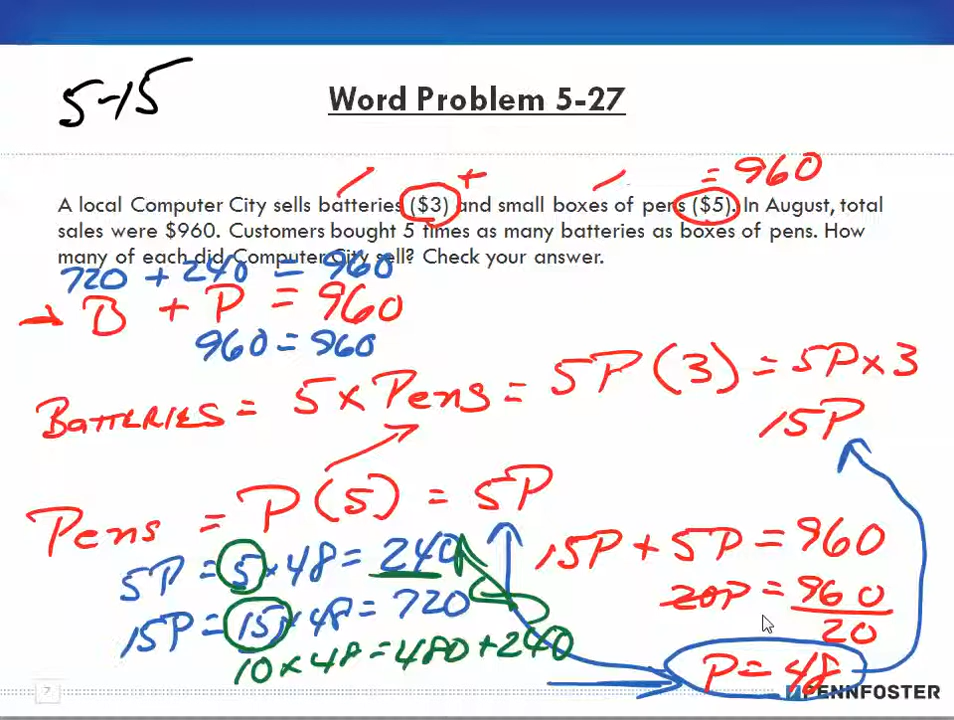 5-15
Word Problem 5-27
+
= 960
A local Computer City sells batteries ($3) and small boxes of pens ($5). In August, total
sales were $960. Customers bought 5 times as many batteries as boxes of pens. How
many of each did Computer City sell? Check your answer.
720 + 240 = 960
B + P = 960
960 = 960
BATTERIES = 5 x Pens = 5P (3) = 5P x 3
15P
Pens = P (5) = 5P
15P + 5P = 960
5P = 5 x 48 = 240
20P = 960
20
15P = 15 x 48 = 720
10 x 48 = 480 + 240
P = 48
7
PENNFOSTER